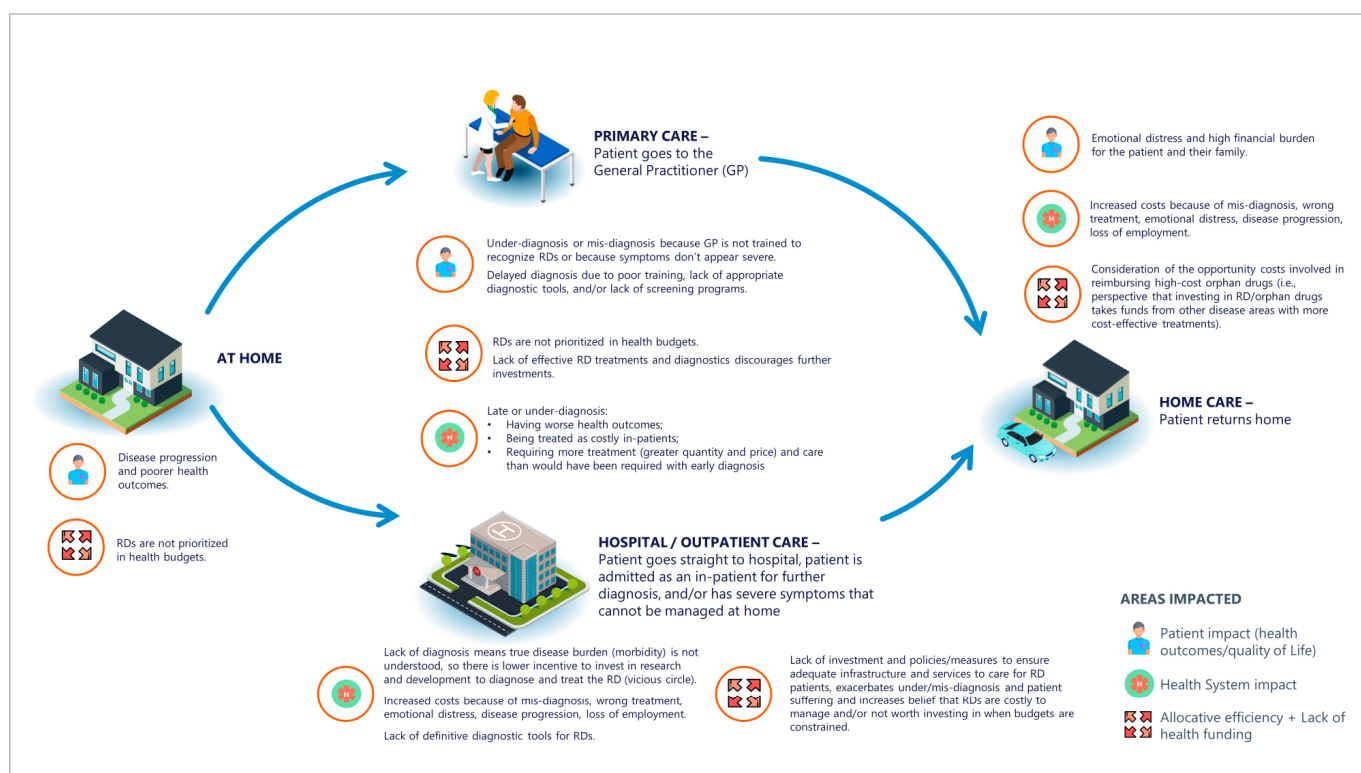 AT HOME
Disease progression
and poorer health
outcomes.
RDs are not prioritized
in health budgets.
PRIMARY CARE –
Patient goes to the
General Practitioner (GP)
Under-diagnosis or mis-diagnosis because GP is not trained to
recognize RDs or because symptoms don't appear severe.
Delayed diagnosis due to poor training, lack of appropriate
diagnostic tools, and/or lack of screening programs.
RDs are not prioritized in health budgets.
Lack of effective RD treatments and diagnostics discourages further
investments.
Late or under-diagnosis:
• Having worse health outcomes;
• Being treated as costly in-patients;
• Requiring more treatment (greater quantity and price) and care
than would have been required with early diagnosis
HOSPITAL / OUTPATIENT CARE –
Patient goes straight to hospital, patient is
admitted as an in-patient for further
diagnosis, and/or has severe symptoms that
cannot be managed at home
Lack of diagnosis means true disease burden (morbidity) is not
understood, so there is lower incentive to invest in research
and development to diagnose and treat the RD (vicious circle).
Increased costs because of mis-diagnosis, wrong treatment,
emotional distress, disease progression, loss of employment.
Lack of definitive diagnostic tools for RDs.
Lack of investment and policies/measures to ensure
adequate infrastructure and services to care for RD
patients, exacerbates under/mis-diagnosis and patient
suffering and increases belief that RDs are costly to
manage and/or not worth investing in when budgets are
constrained.
Emotional distress and high financial burden
for the patient and their family.
Increased costs because of mis-diagnosis, wrong
treatment, emotional distress, disease progression,
loss of employment.
Consideration of the opportunity costs involved in
reimbursing high-cost orphan drugs (i.e.,
perspective that investing in RD/orphan drugs
takes funds from other disease areas with more
cost-effective treatments).
HOME CARE –
Patient returns home
AREAS IMPACTED
Patient impact (health
outcomes/quality of Life)
H
Health System impact
Allocative efficiency + Lack of
health funding